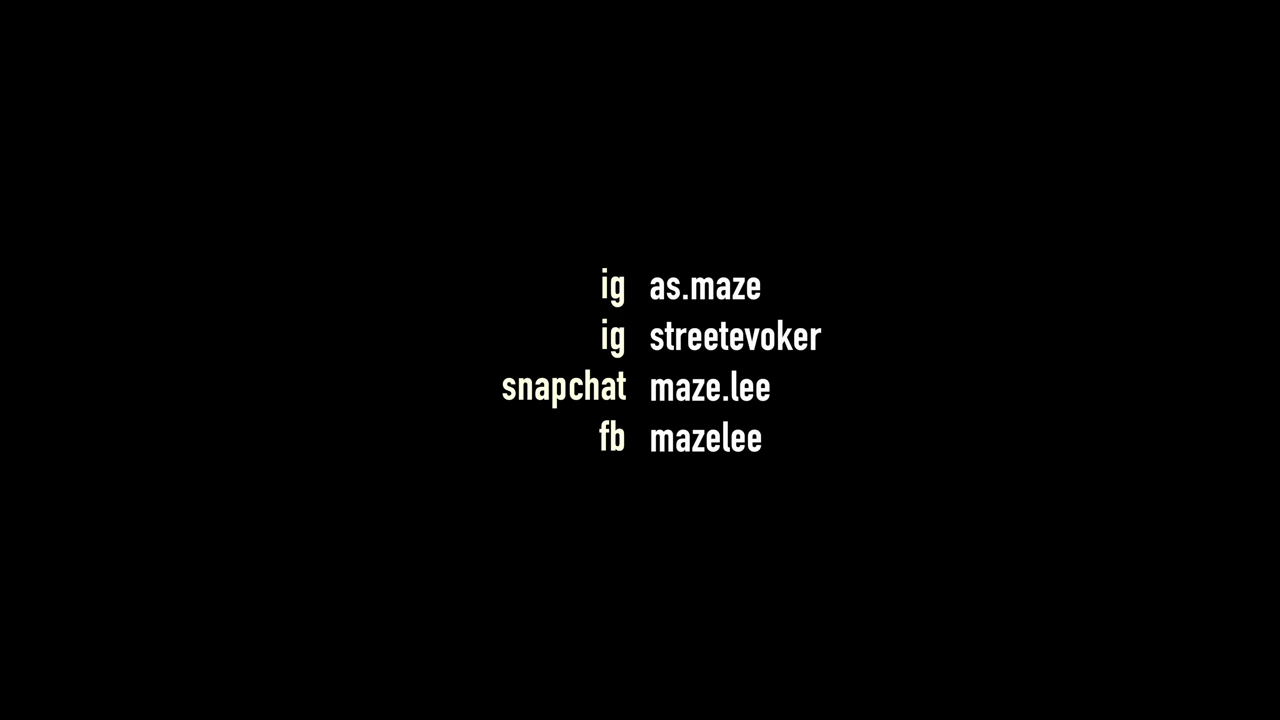 ig as.maze
ig streetevoker
snapchat maze.lee
fb mazelee